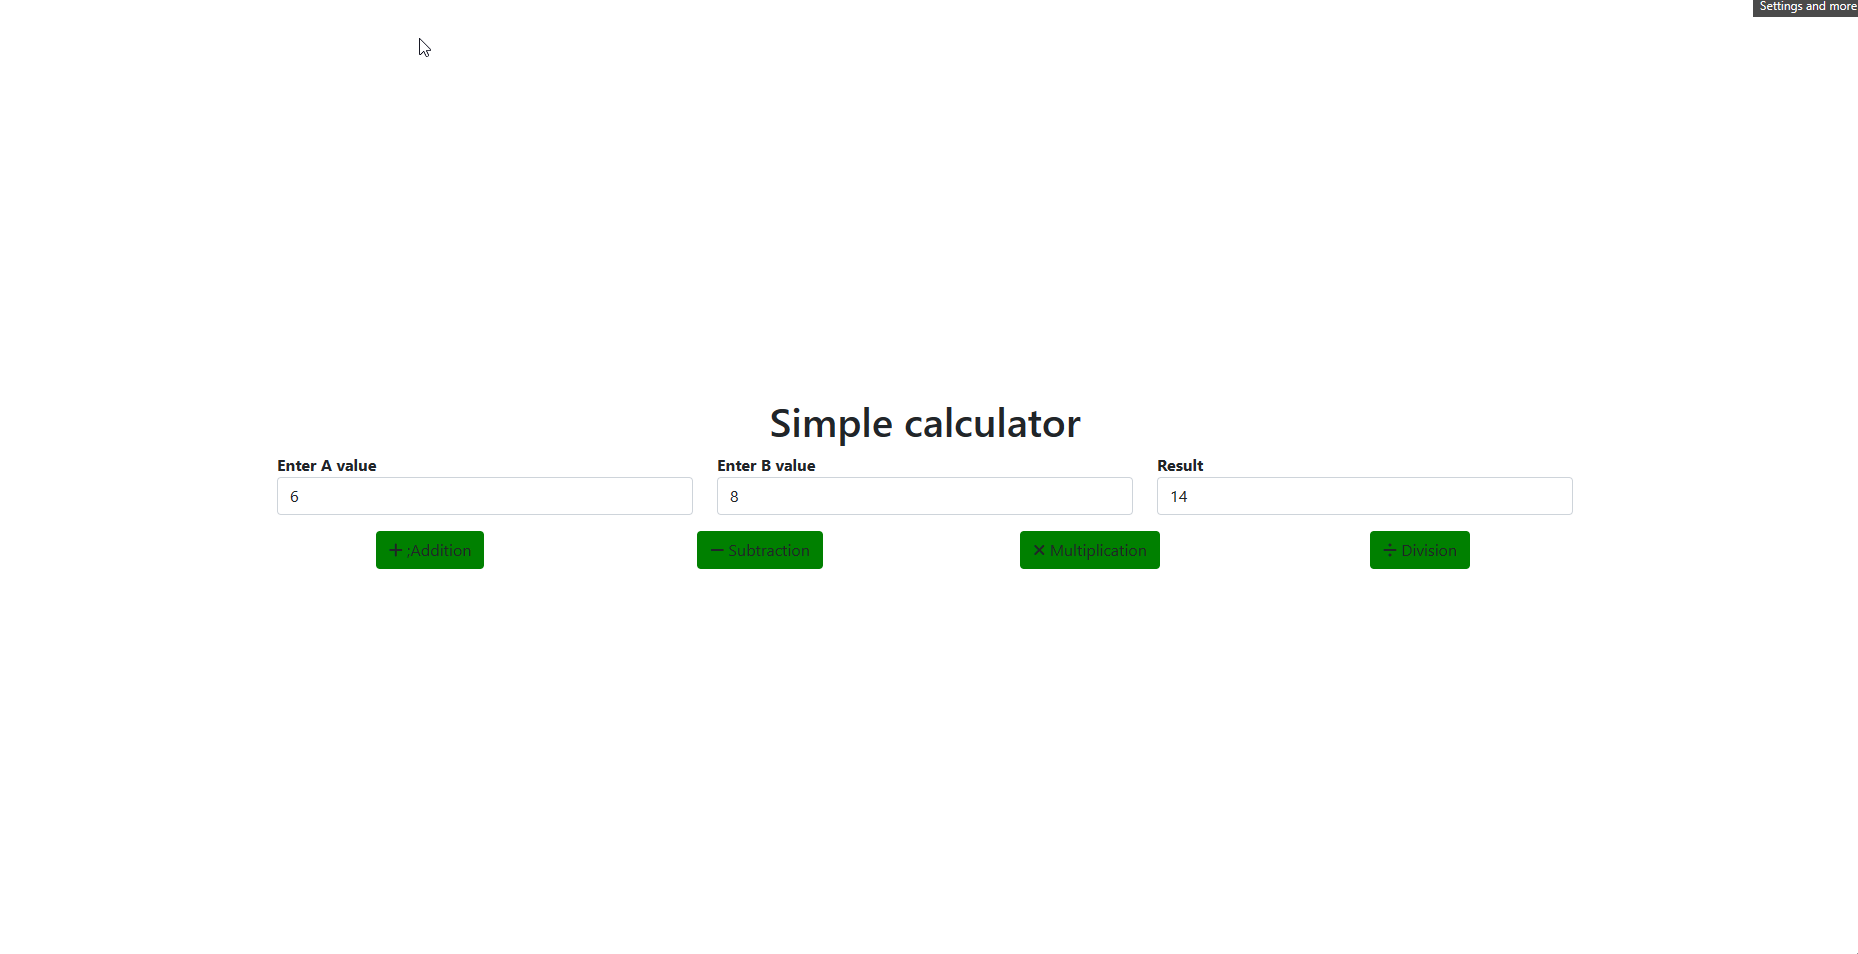 Settings and more
Simple calculator
Enter A value Enter B value Result
6 8 14
+ ;Addition − Subtraction × Multiplication ÷ Division